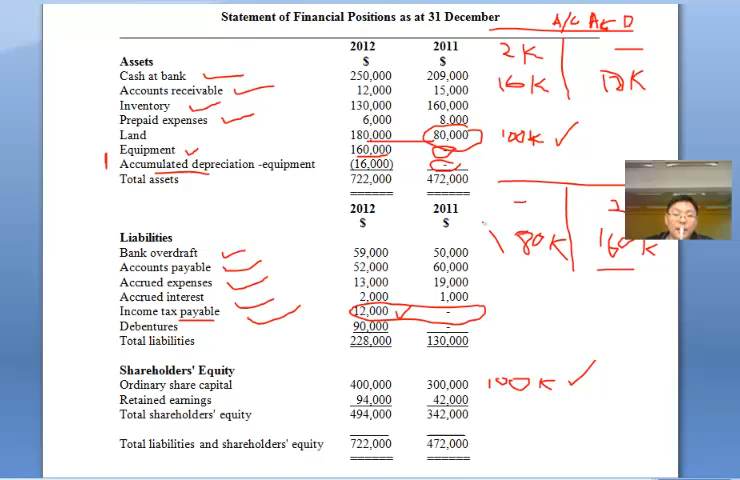 Statement of Financial Positions as at 31 December
A/C Acc D
2012 2011 2K —
Assets $ $
Cash at bank 250,000 209,000
Accounts receivable 12,000 15,000 16K 18K
Inventory 130,000 160,000
Prepaid expenses 6,000 8,000
Land 180,000 80,000 100K ✓
Equipment 160,000 -
1 Accumulated depreciation -equipment (16,000) -
Total assets 722,000 472,000
====== ======
2012 2011 - 2
$ $
Liabilities 180K 160K
Bank overdraft 59,000 50,000
Accounts payable 52,000 60,000
Accrued expenses 13,000 19,000
Accrued interest 2,000 1,000
Income tax payable 12,000 -
Debentures 90,000 -
Total liabilities 228,000 130,000
Shareholders' Equity
Ordinary share capital 400,000 300,000 100K ✓
Retained earnings 94,000 42,000
Total shareholders' equity 494,000 342,000
Total liabilities and shareholders' equity 722,000 472,000
====== ======